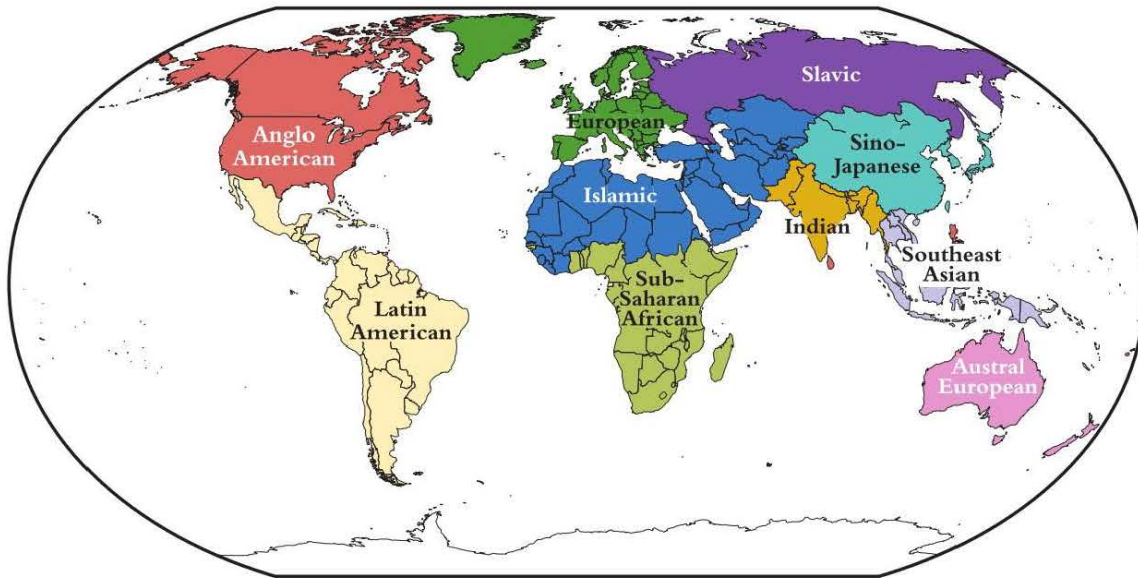 Slavic
Anglo
American
European
Sino-
Japanese
Islamic
Indian
Southeast
Asian
Sub-
Saharan
African
Latin
American
Austral
European